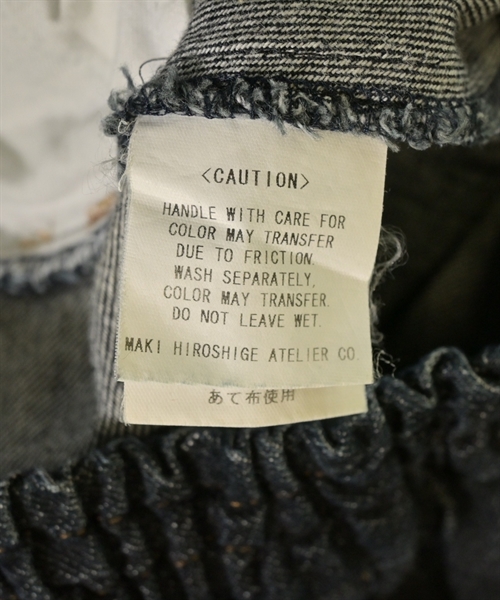 <CAUTION>
HANDLE WITH CARE FOR
COLOR MAY TRANSFER
DUE TO FRICTION
WASH SEPARATELY,
COLOR MAY TRANSFER.
DO NOT LEAVE WET.
MAKI HIROSHIGE ATELIER CO.
あて布使用